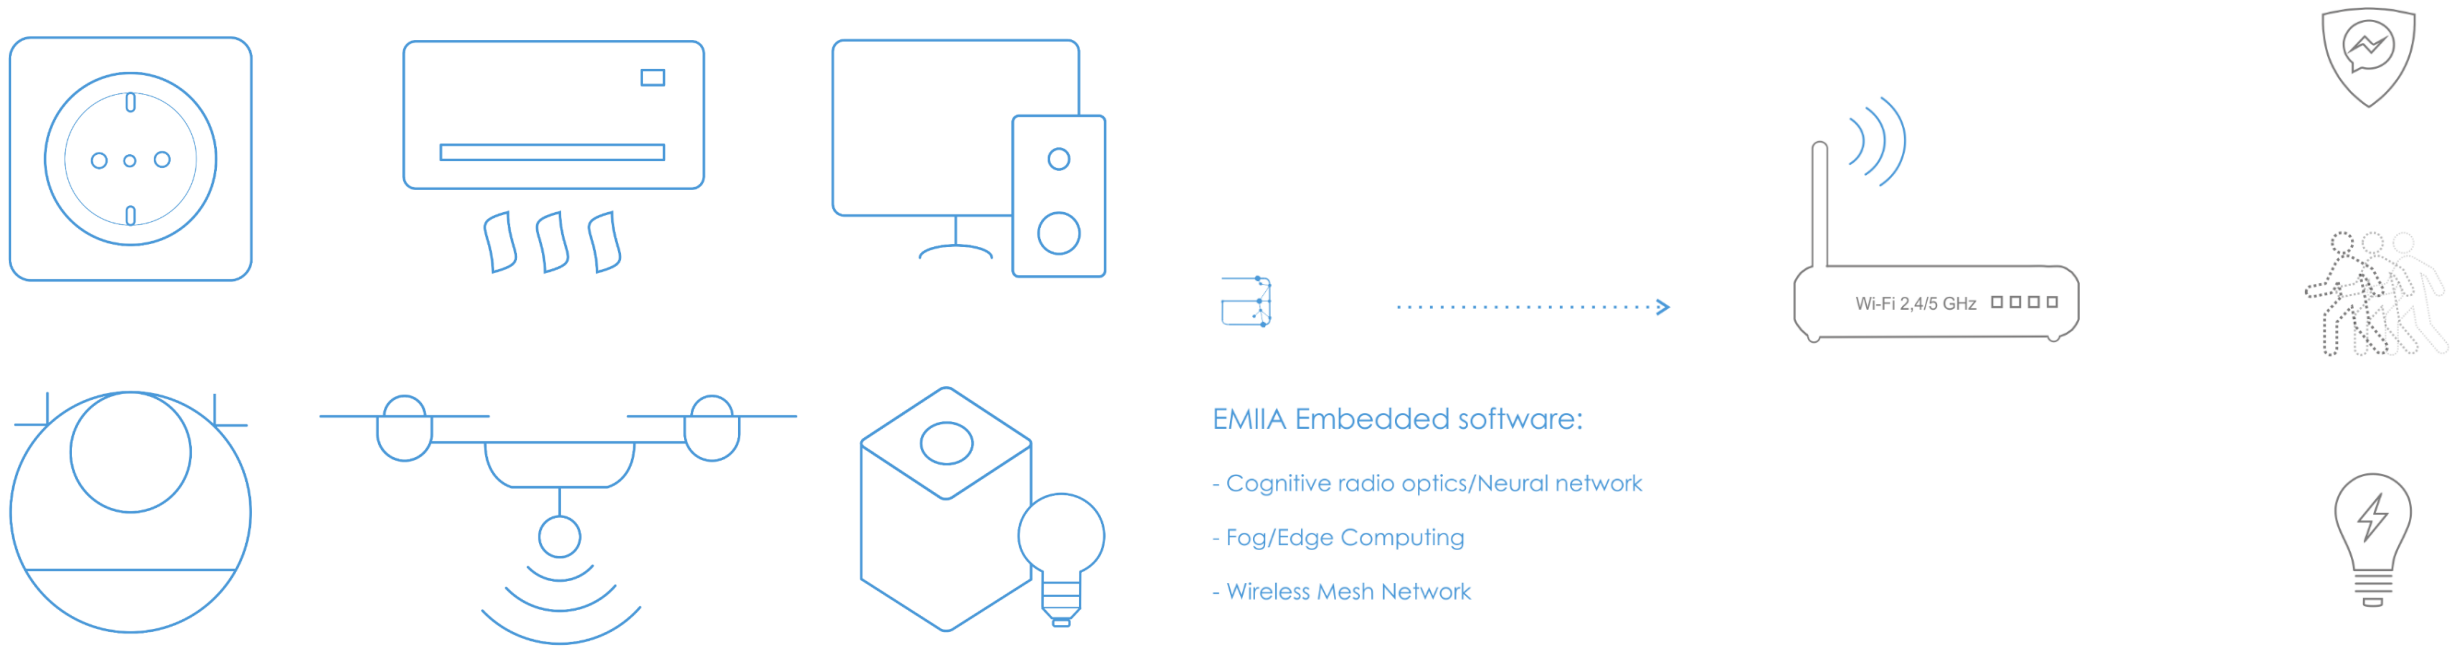 Wi-Fi 2,4/5 GHz
EMIIA Embedded software:
- Cognitive radio optics/Neural network
- Fog/Edge Computing
- Wireless Mesh Network